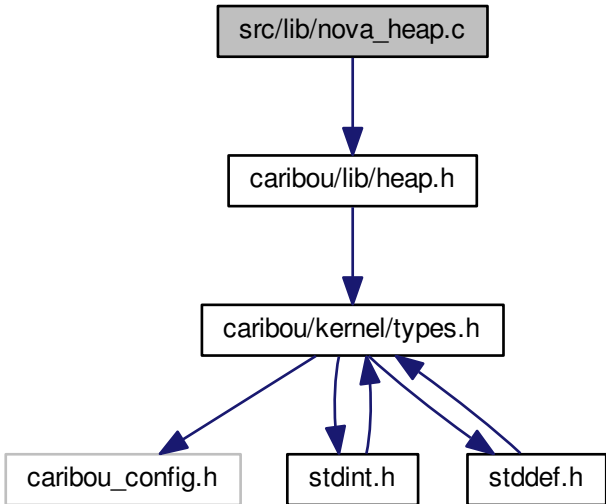 src/lib/nova_heap.c
caribou/lib/heap.h
caribou/kernel/types.h
caribou_config.h
stdint.h
stddef.h